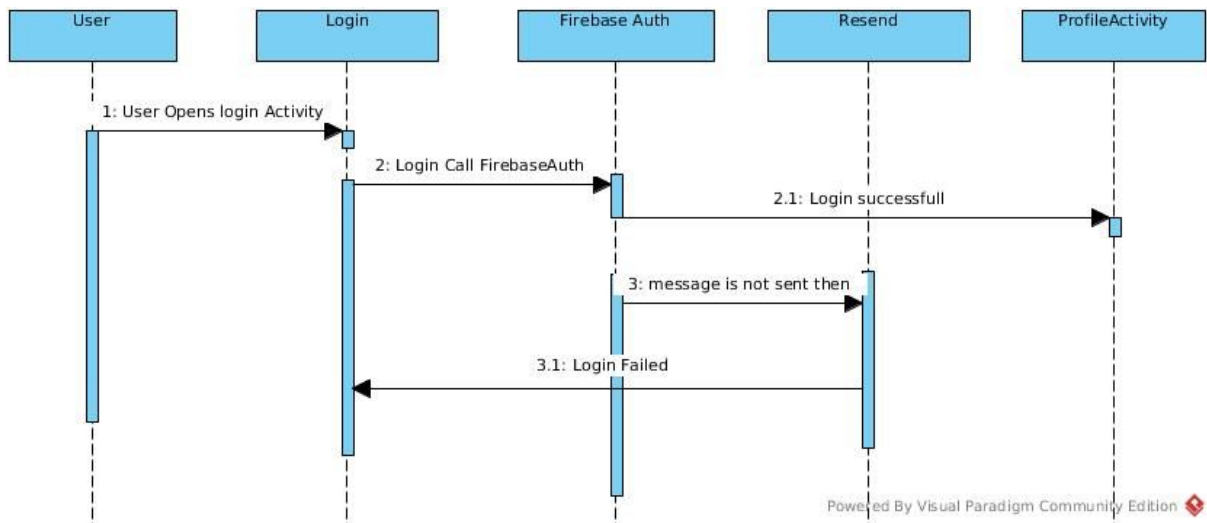 User
Login
Firebase Auth
Resend
ProfileActivity
1: User Opens login Activity
2: Login Call FirebaseAuth
2.1: Login successfull
3: message is not sent then
3.1: Login Failed
Powered By Visual Paradigm Community Edition